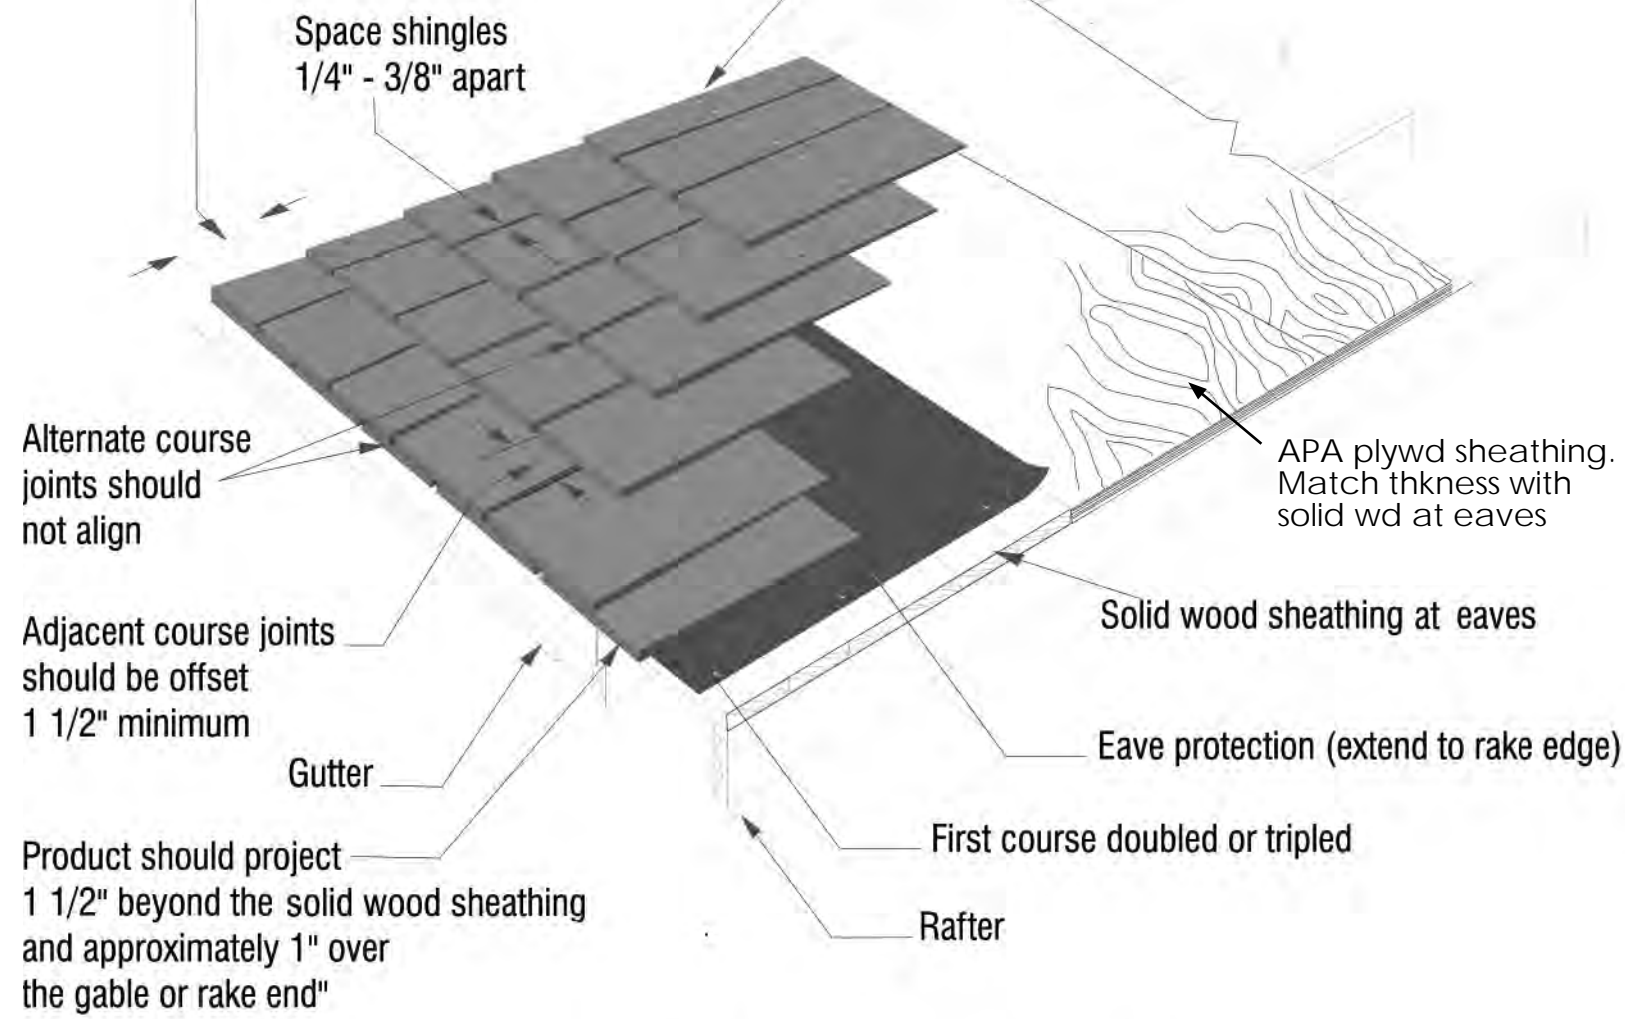 Space shingles
1/4" - 3/8" apart
Alternate course
joints should
not align
APA plywd sheathing.
Match thkness with
solid wd at eaves
Solid wood sheathing at eaves
Adjacent course joints
should be offset
1 1/2" minimum
Gutter
Eave protection (extend to rake edge)
First course doubled or tripled
Product should project
1 1/2" beyond the solid wood sheathing
and approximately 1" over
the gable or rake end"
Rafter